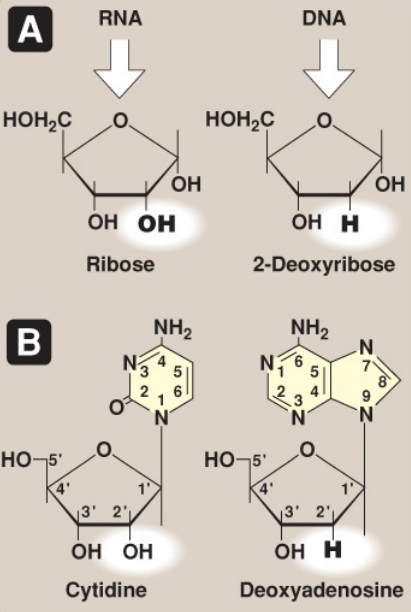 A
RNA
DNA
HOH₂C
O
OH
OH
OH
Ribose
HOH₂C
O
OH
OH
H
2-Deoxyribose
B
NH₂
N
3
4
5
2
1
6
O
N
HO
5'
O
4'
1'
3'
2'
OH
OH
Cytidine
NH₂
N
6
N
7
1
5
8
2
4
9
3
N
N
HO
5'
O
4'
1'
3'
2'
OH
H
Deoxyadenosine